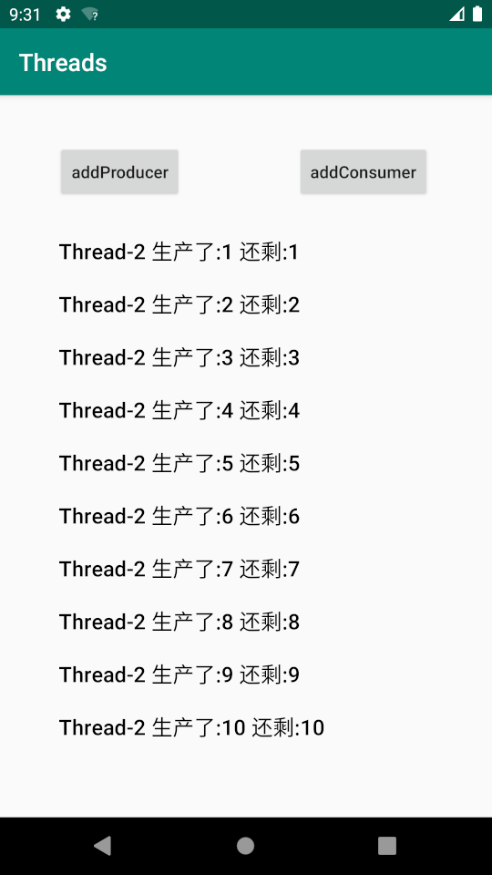 9:31
Threads
addProducer addConsumer
Thread-2 生产了:1 还剩:1
Thread-2 生产了:2 还剩:2
Thread-2 生产了:3 还剩:3
Thread-2 生产了:4 还剩:4
Thread-2 生产了:5 还剩:5
Thread-2 生产了:6 还剩:6
Thread-2 生产了:7 还剩:7
Thread-2 生产了:8 还剩:8
Thread-2 生产了:9 还剩:9
Thread-2 生产了:10 还剩:10